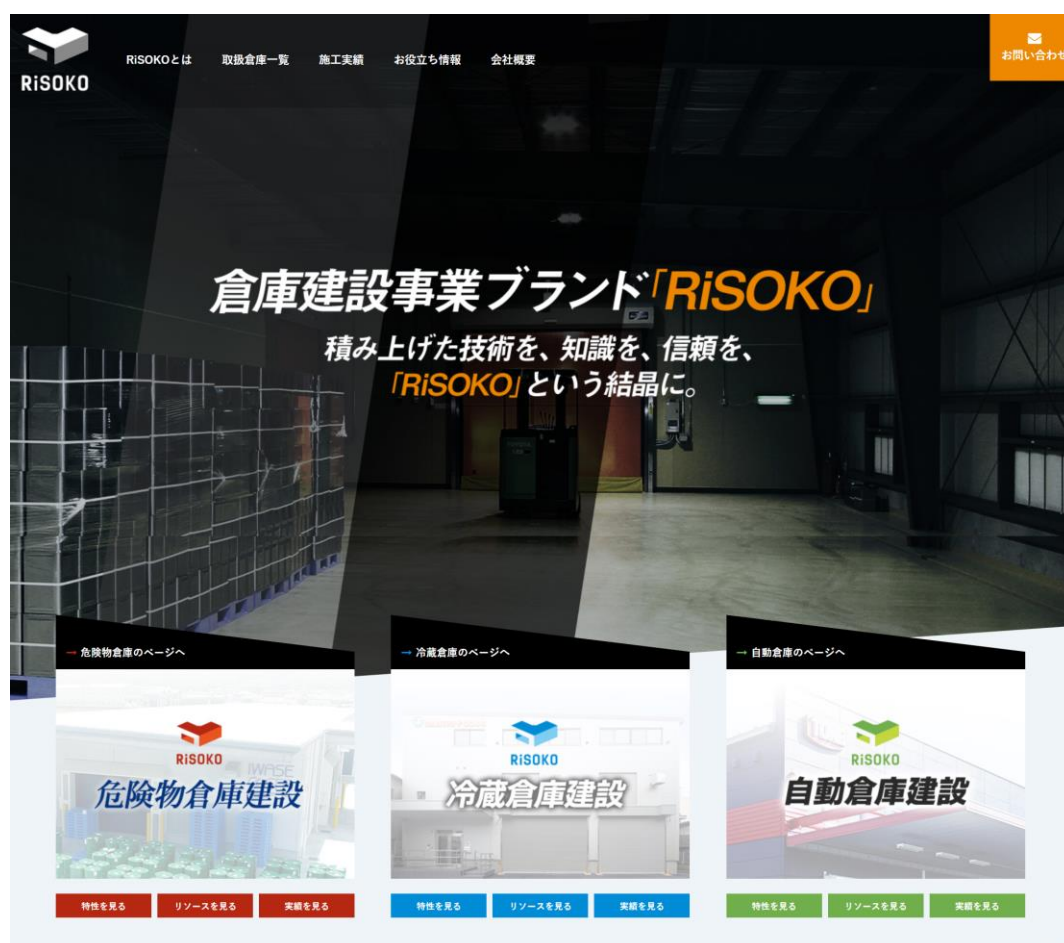 RiSOKO
RiSOKOとは 取扱倉庫一覧 施工実績 お役立ち情報 会社概要
お問い合わせ
倉庫建設事業ブランド「RiSOKO」
積み上げた技術を、知識を、信頼を、
「RiSOKO」という結晶に。
→ 危険物倉庫のページへ
→ 冷蔵倉庫のページへ
→ 自動倉庫のページへ
RiSOKO
IWASE
危険物倉庫建設
RiSOKO
冷蔵倉庫建設
RiSOKO
自動倉庫建設
特性を見る リソースを見る 実績を見る
特性を見る リソースを見る 実績を見る
特性を見る リソースを見る 実績を見る